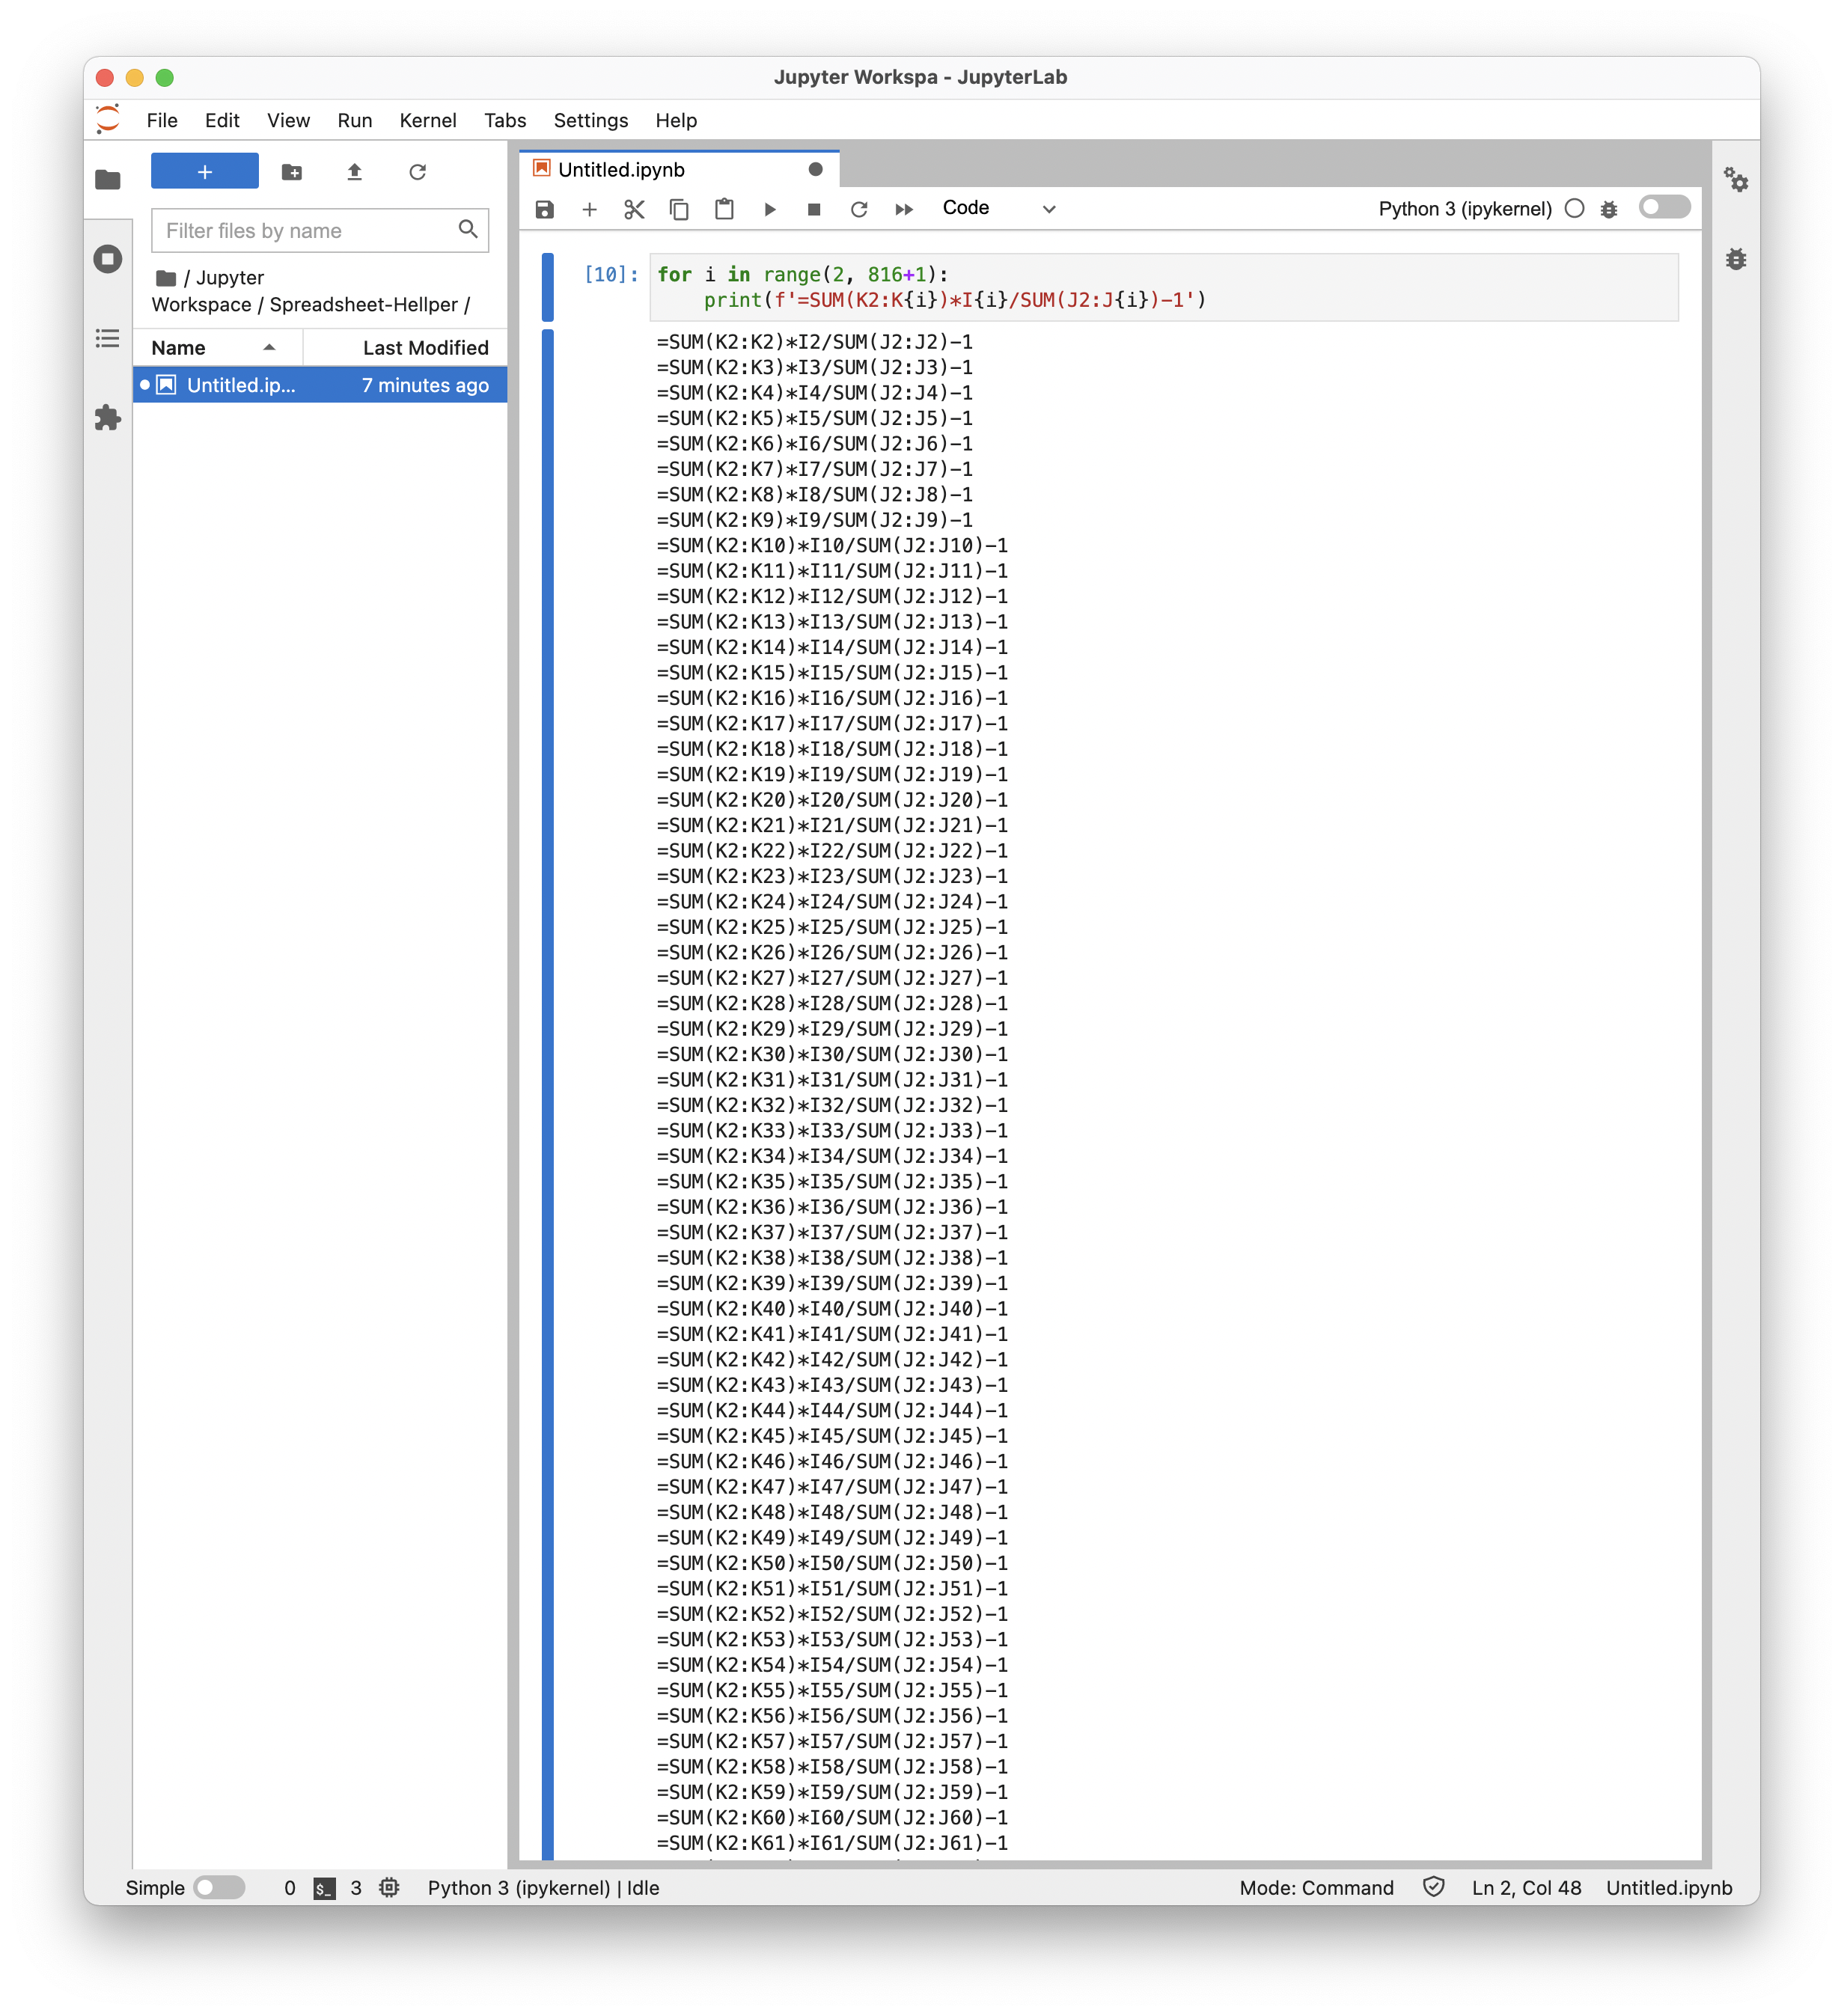 Jupyter Workspa - JupyterLab
File Edit View Run Kernel Tabs Settings Help
Filter files by name
/ Jupyter
Workspace / Spreadsheet-Hellper /
Name Last Modified
Untitled.ip... 7 minutes ago
Untitled.ipynb
Code Python 3 (ipykernel)
[10]: for i in range(2, 816+1):
print(f'=SUM(K2:K{i})*I{i}/SUM(J2:J{i})-1')
=SUM(K2:K2)*I2/SUM(J2:J2)-1
=SUM(K2:K3)*I3/SUM(J2:J3)-1
=SUM(K2:K4)*I4/SUM(J2:J4)-1
=SUM(K2:K5)*I5/SUM(J2:J5)-1
=SUM(K2:K6)*I6/SUM(J2:J6)-1
=SUM(K2:K7)*I7/SUM(J2:J7)-1
=SUM(K2:K8)*I8/SUM(J2:J8)-1
=SUM(K2:K9)*I9/SUM(J2:J9)-1
=SUM(K2:K10)*I10/SUM(J2:J10)-1
=SUM(K2:K11)*I11/SUM(J2:J11)-1
=SUM(K2:K12)*I12/SUM(J2:J12)-1
=SUM(K2:K13)*I13/SUM(J2:J13)-1
=SUM(K2:K14)*I14/SUM(J2:J14)-1
=SUM(K2:K15)*I15/SUM(J2:J15)-1
=SUM(K2:K16)*I16/SUM(J2:J16)-1
=SUM(K2:K17)*I17/SUM(J2:J17)-1
=SUM(K2:K18)*I18/SUM(J2:J18)-1
=SUM(K2:K19)*I19/SUM(J2:J19)-1
=SUM(K2:K20)*I20/SUM(J2:J20)-1
=SUM(K2:K21)*I21/SUM(J2:J21)-1
=SUM(K2:K22)*I22/SUM(J2:J22)-1
=SUM(K2:K23)*I23/SUM(J2:J23)-1
=SUM(K2:K24)*I24/SUM(J2:J24)-1
=SUM(K2:K25)*I25/SUM(J2:J25)-1
=SUM(K2:K26)*I26/SUM(J2:J26)-1
=SUM(K2:K27)*I27/SUM(J2:J27)-1
=SUM(K2:K28)*I28/SUM(J2:J28)-1
=SUM(K2:K29)*I29/SUM(J2:J29)-1
=SUM(K2:K30)*I30/SUM(J2:J30)-1
=SUM(K2:K31)*I31/SUM(J2:J31)-1
=SUM(K2:K32)*I32/SUM(J2:J32)-1
=SUM(K2:K33)*I33/SUM(J2:J33)-1
=SUM(K2:K34)*I34/SUM(J2:J34)-1
=SUM(K2:K35)*I35/SUM(J2:J35)-1
=SUM(K2:K36)*I36/SUM(J2:J36)-1
=SUM(K2:K37)*I37/SUM(J2:J37)-1
=SUM(K2:K38)*I38/SUM(J2:J38)-1
=SUM(K2:K39)*I39/SUM(J2:J39)-1
=SUM(K2:K40)*I40/SUM(J2:J40)-1
=SUM(K2:K41)*I41/SUM(J2:J41)-1
=SUM(K2:K42)*I42/SUM(J2:J42)-1
=SUM(K2:K43)*I43/SUM(J2:J43)-1
=SUM(K2:K44)*I44/SUM(J2:J44)-1
=SUM(K2:K45)*I45/SUM(J2:J45)-1
=SUM(K2:K46)*I46/SUM(J2:J46)-1
=SUM(K2:K47)*I47/SUM(J2:J47)-1
=SUM(K2:K48)*I48/SUM(J2:J48)-1
=SUM(K2:K49)*I49/SUM(J2:J49)-1
=SUM(K2:K50)*I50/SUM(J2:J50)-1
=SUM(K2:K51)*I51/SUM(J2:J51)-1
=SUM(K2:K52)*I52/SUM(J2:J52)-1
=SUM(K2:K53)*I53/SUM(J2:J53)-1
=SUM(K2:K54)*I54/SUM(J2:J54)-1
=SUM(K2:K55)*I55/SUM(J2:J55)-1
=SUM(K2:K56)*I56/SUM(J2:J56)-1
=SUM(K2:K57)*I57/SUM(J2:J57)-1
=SUM(K2:K58)*I58/SUM(J2:J58)-1
=SUM(K2:K59)*I59/SUM(J2:J59)-1
=SUM(K2:K60)*I60/SUM(J2:J60)-1
=SUM(K2:K61)*I61/SUM(J2:J61)-1
Simple 0 $_ 3 Python 3 (ipykernel) | Idle Mode: Command Ln 2, Col 48 Untitled.ipynb